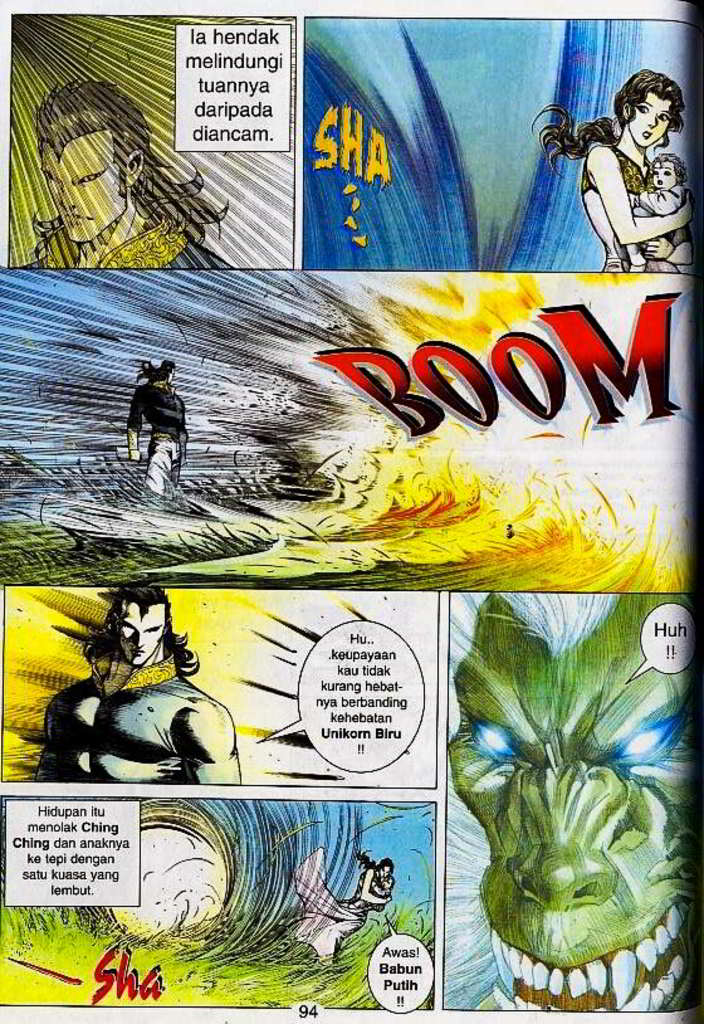 Ia hendak
melindungi
tuannya
daripada
diancam.
SHA
BOOM
Hu..
.keupayaan
kau tidak
kurang hebat-
nya berbanding
kehebatan
Unikorn Biru
!!
Huh
!!
Hidupan itu
menolak Ching
Ching dan anaknya
ke tepi dengan
satu kuasa yang
lembut.
Sha
Awas!
Babun
Putih
!!
94